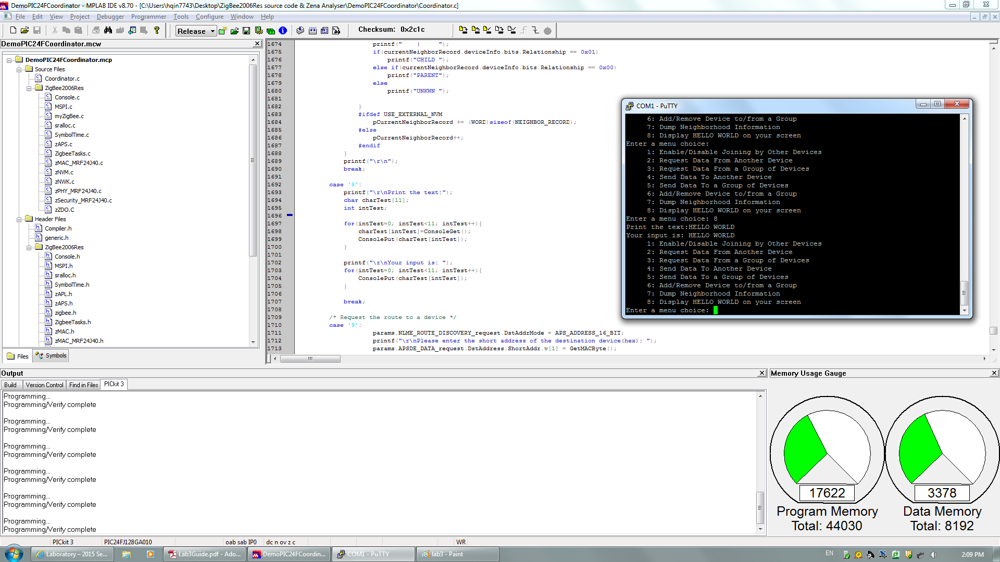 DemoPIC24FCoordinator - MPLAB IDE v8.70 - [C:\Users\hqin7743\Desktop\ZigBee2006Res source code & Zena Analyser\DemoPIC24FCoordinator\Coordinator.c]
File Edit View Project Debugger Programmer Tools Configure Window Help
Release Checksum: 0x2c1c
DemoPIC24FCoordinator.mcw
DemoPIC24FCoordinator.mcp
Source Files
Coordinator.c
ZigBee2006Res
Console.c
MSPI.c
myZigBee.c
sralloc.c
SymbolTime.c
zAPS.c
ZigbeeTasks.c
zMAC_MRF24J40.c
zNVM.c
zNWK.c
zPHY_MRF24J40.c
zSecurity_MRF24J40.c
zZDO.C
Header Files
Compiler.h
generic.h
ZigBee2006Res
Console.h
MSPI.h
sralloc.h
SymbolTime.h
zAPL.h
zAPS.h
zigbee.h
ZigbeeTasks.h
zMAC.h
zMAC_MRF24J40.h
Files Symbols
1674 printf("    |     ");
1675 if(currentNeighborRecord.deviceInfo.bits.Relationship == 0x01)
1676 printf("CHILD ");
1677 else if(currentNeighborRecord.deviceInfo.bits.Relationship == 0x00)
1678 printf("PARENT");
1679 else
1680 printf("UNKWN ");
1681
1682 }
1683 #ifdef USE_EXTERNAL_NVM
1684 pCurrentNeighborRecord += (WORD)sizeof(NEIGHBOR_RECORD);
1685 #else
1686 pCurrentNeighborRecord++;
1687 #endif
1688 }
1689 printf("\r\n");
1690 break;
1691
1692 case '8':
1693 printf("\r\nPrint the text:");
1694 char charTest[11];
1695 int intTest;
1696
1697 for(intTest=0; intTest<11; intTest++){
1698 charTest[intTest]=ConsoleGet();
1699 ConsolePut(charTest[intTest]);
1700 }
1701
1702 printf("\r\nYour input is: ");
1703 for(intTest=0; intTest<11; intTest++){
1704 ConsolePut(charTest[intTest]);
1705 }
1706
1707 break;
1708
1709 /* Request the route to a device */
1710 case '9':
1711 params.NLME_ROUTE_DISCOVERY_request.DstAddrMode = APS_ADDRESS_16_BIT;
1712 printf("\r\nPlease enter the short address of the destination device(hex): ");
1713 params.APSDE_DATA_request.DstAddress.ShortAddr.v[1] = GetMACByte();
COM1 - PuTTY
6: Add/Remove Device to/from a Group
7: Dump Neighborhood Information
8: Display HELLO WORLD on your screen
Enter a menu choice:
1: Enable/Disable Joining by Other Devices
2: Request Data From Another Device
3: Request Data From a Group of Devices
4: Send Data To Another Device
5: Send Data To a Group of Devices
6: Add/Remove Device to/from a Group
7: Dump Neighborhood Information
8: Display HELLO WORLD on your screen
Enter a menu choice: 8
Print the text:HELLO WORLD
Your input is: HELLO WORLD
1: Enable/Disable Joining by Other Devices
2: Request Data From Another Device
3: Request Data From a Group of Devices
4: Send Data To Another Device
5: Send Data To a Group of Devices
6: Add/Remove Device to/from a Group
7: Dump Neighborhood Information
8: Display HELLO WORLD on your screen
Enter a menu choice:
Output
Build Version Control Find in Files PICkit 3
Programming...
Programming/Verify complete
Programming...
Programming/Verify complete
Programming...
Programming/Verify complete
Programming...
Programming/Verify complete
Programming...
Programming/Verify complete
Programming...
Programming/Verify complete
Memory Usage Gauge
17622
Program Memory
Total: 44030
3378
Data Memory
Total: 8192
PICkit 3 PIC24FJ128GA010 oab sab IP0 dc n ov z c WR
Laboratory – 2015 Se... Lab3Guide.pdf - Ado... DemoPIC24FCoordin... COM1 - PuTTY lab3 - Paint EN 2:09 PM